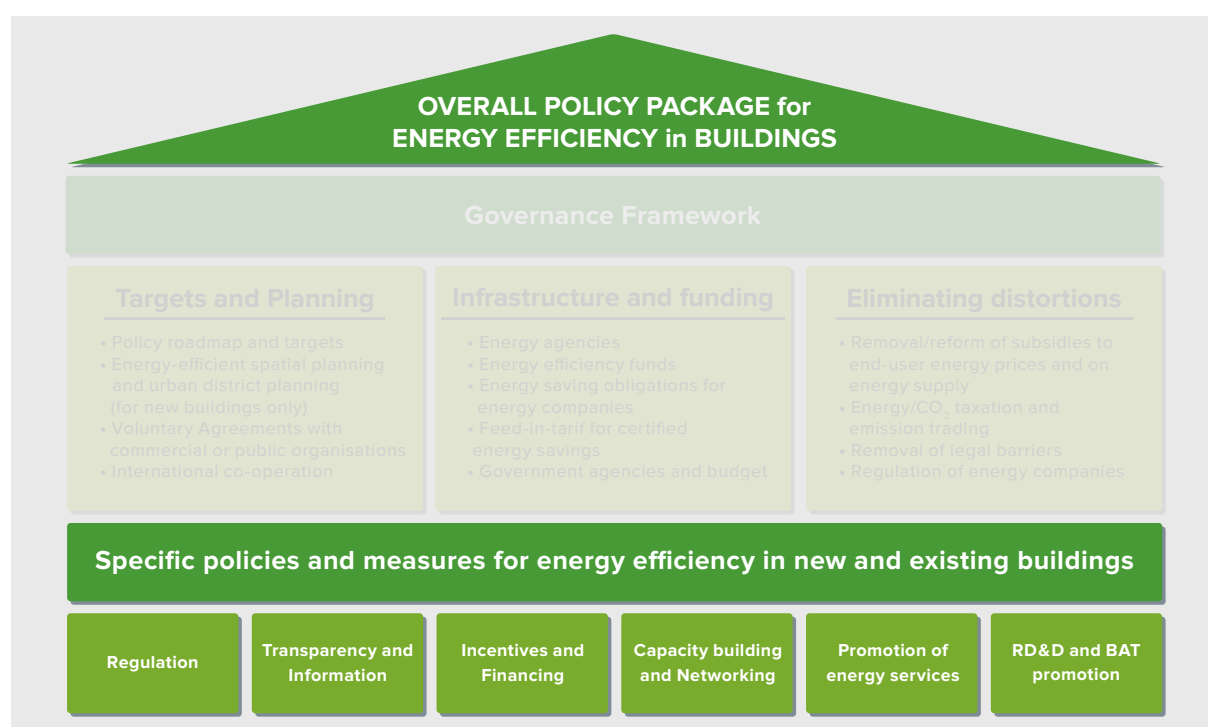 OVERALL POLICY PACKAGE for
ENERGY EFFICIENCY in BUILDINGS
Governance Framework
Targets and Planning
• Policy roadmap and targets
• Energy-efficient spatial planning
and urban district planning
(for new buildings only)
• Voluntary Agreements with
commercial or public organisations
• International co-operation
Infrastructure and funding
• Energy agencies
• Energy efficiency funds
• Energy saving obligations for
energy companies
• Feed-in-tarif for certified
energy savings
• Government agencies and budget
Eliminating distortions
• Removal/reform of subsidies to
end-user energy prices and on
energy supply
• Energy/CO₂ taxation and
emission trading
• Removal of legal barriers
• Regulation of energy companies
Specific policies and measures for energy efficiency in new and existing buildings
Regulation
Transparency and
Information
Incentives and
Financing
Capacity building
and Networking
Promotion of
energy services
RD&D and BAT
promotion